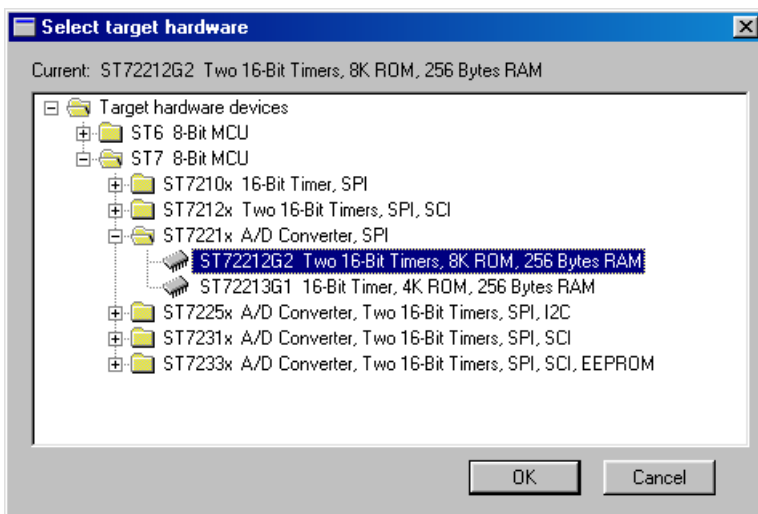 Select target hardware
Current: ST72212G2 Two 16-Bit Timers, 8K ROM, 256 Bytes RAM
Target hardware devices
ST6 8-Bit MCU
ST7 8-Bit MCU
ST7210x 16-Bit Timer, SPI
ST7212x Two 16-Bit Timers, SPI, SCI
ST7221x A/D Converter, SPI
ST72212G2 Two 16-Bit Timers, 8K ROM, 256 Bytes RAM
ST72213G1 16-Bit Timer, 4K ROM, 256 Bytes RAM
ST7225x A/D Converter, Two 16-Bit Timers, SPI, I2C
ST7231x A/D Converter, Two 16-Bit Timers, SPI, SCI
ST7233x A/D Converter, Two 16-Bit Timers, SPI, SCI, EEPROM
OK Cancel